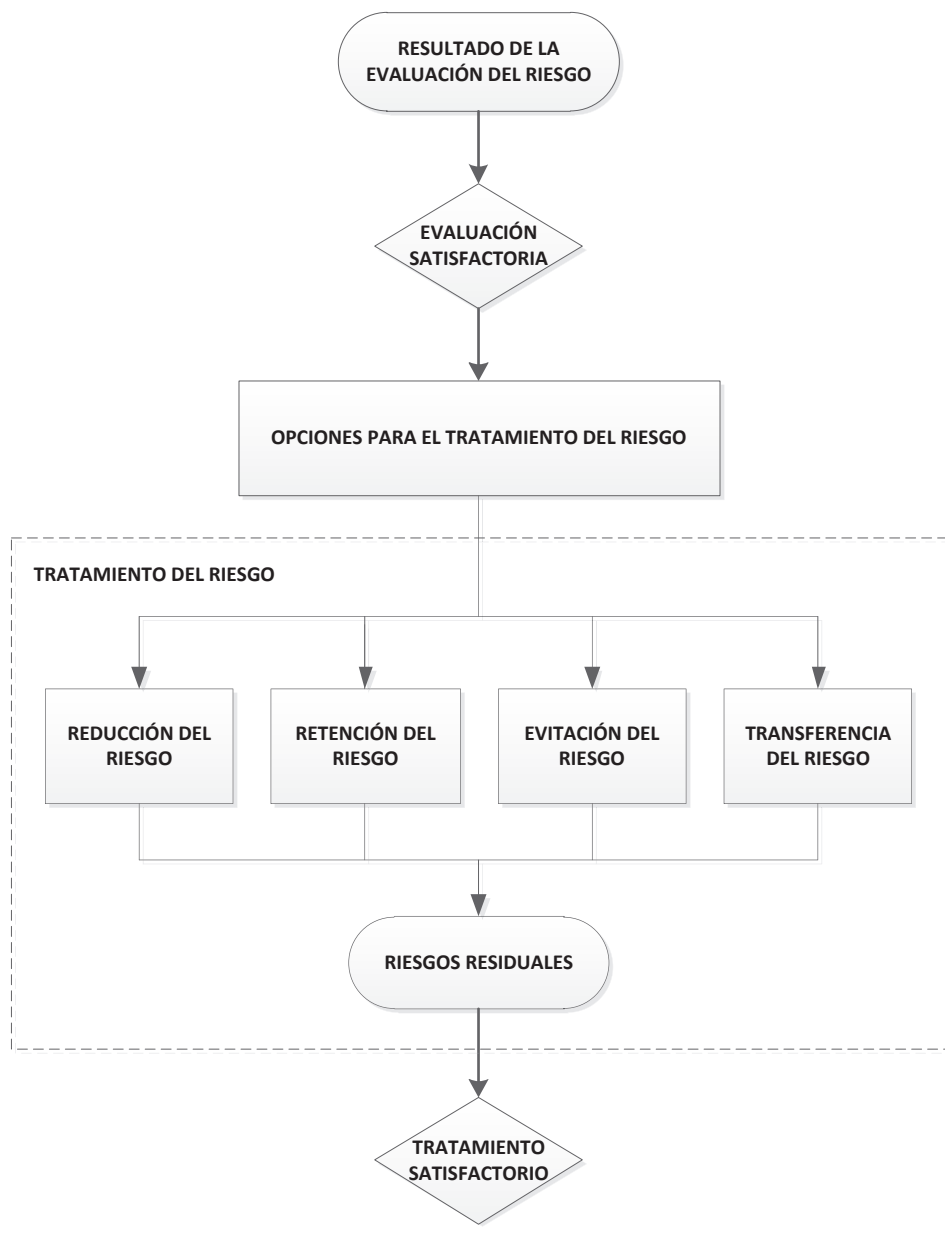 RESULTADO DE LA
EVALUACIÓN DEL RIESGO
EVALUACIÓN
SATISFACTORIA
OPCIONES PARA EL TRATAMIENTO DEL RIESGO
TRATAMIENTO DEL RIESGO
REDUCCIÓN DEL
RIESGO
RETENCIÓN DEL
RIESGO
EVITACIÓN DEL
RIESGO
TRANSFERENCIA
DEL RIESGO
RIESGOS RESIDUALES
TRATAMIENTO
SATISFACTORIO